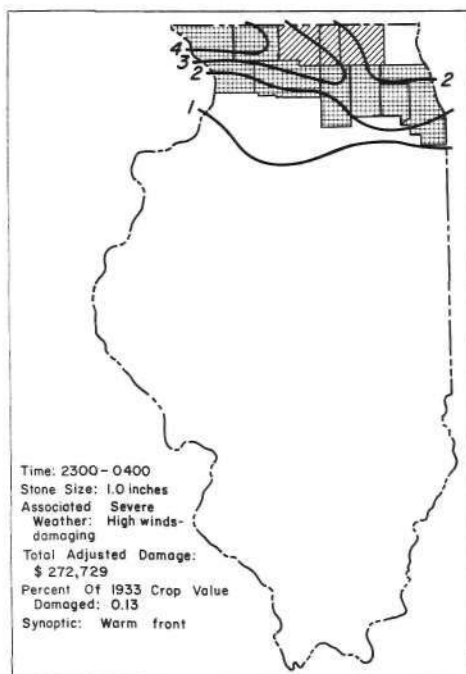 4
3
2
2
1
Time: 2300-0400
Stone Size: 1.0 inches
Associated Severe
Weather: High winds-
damaging
Total Adjusted Damage:
$ 272,729
Percent Of 1933 Crop Value
Damaged: 0.13
Synoptic: Warm front